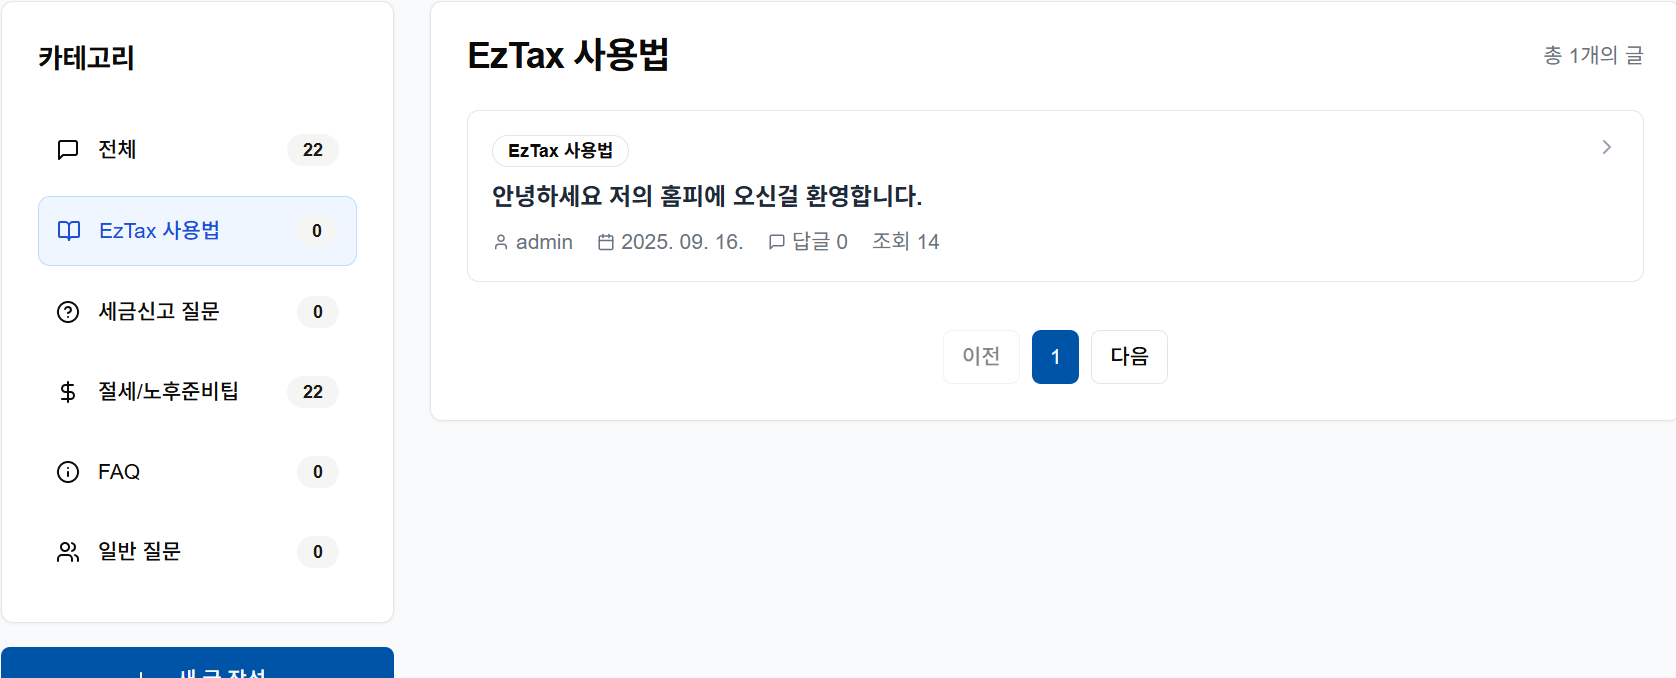 카테고리
전체 22
EzTax 사용법 0
세금신고 질문 0
절세/노후준비팁 22
FAQ 0
일반 질문 0
새 글 작성
EzTax 사용법
총 1개의 글
EzTax 사용법
안녕하세요 저의 홈피에 오신걸 환영합니다.
admin 2025. 09. 16. 답글 0 조회 14
이전 1 다음